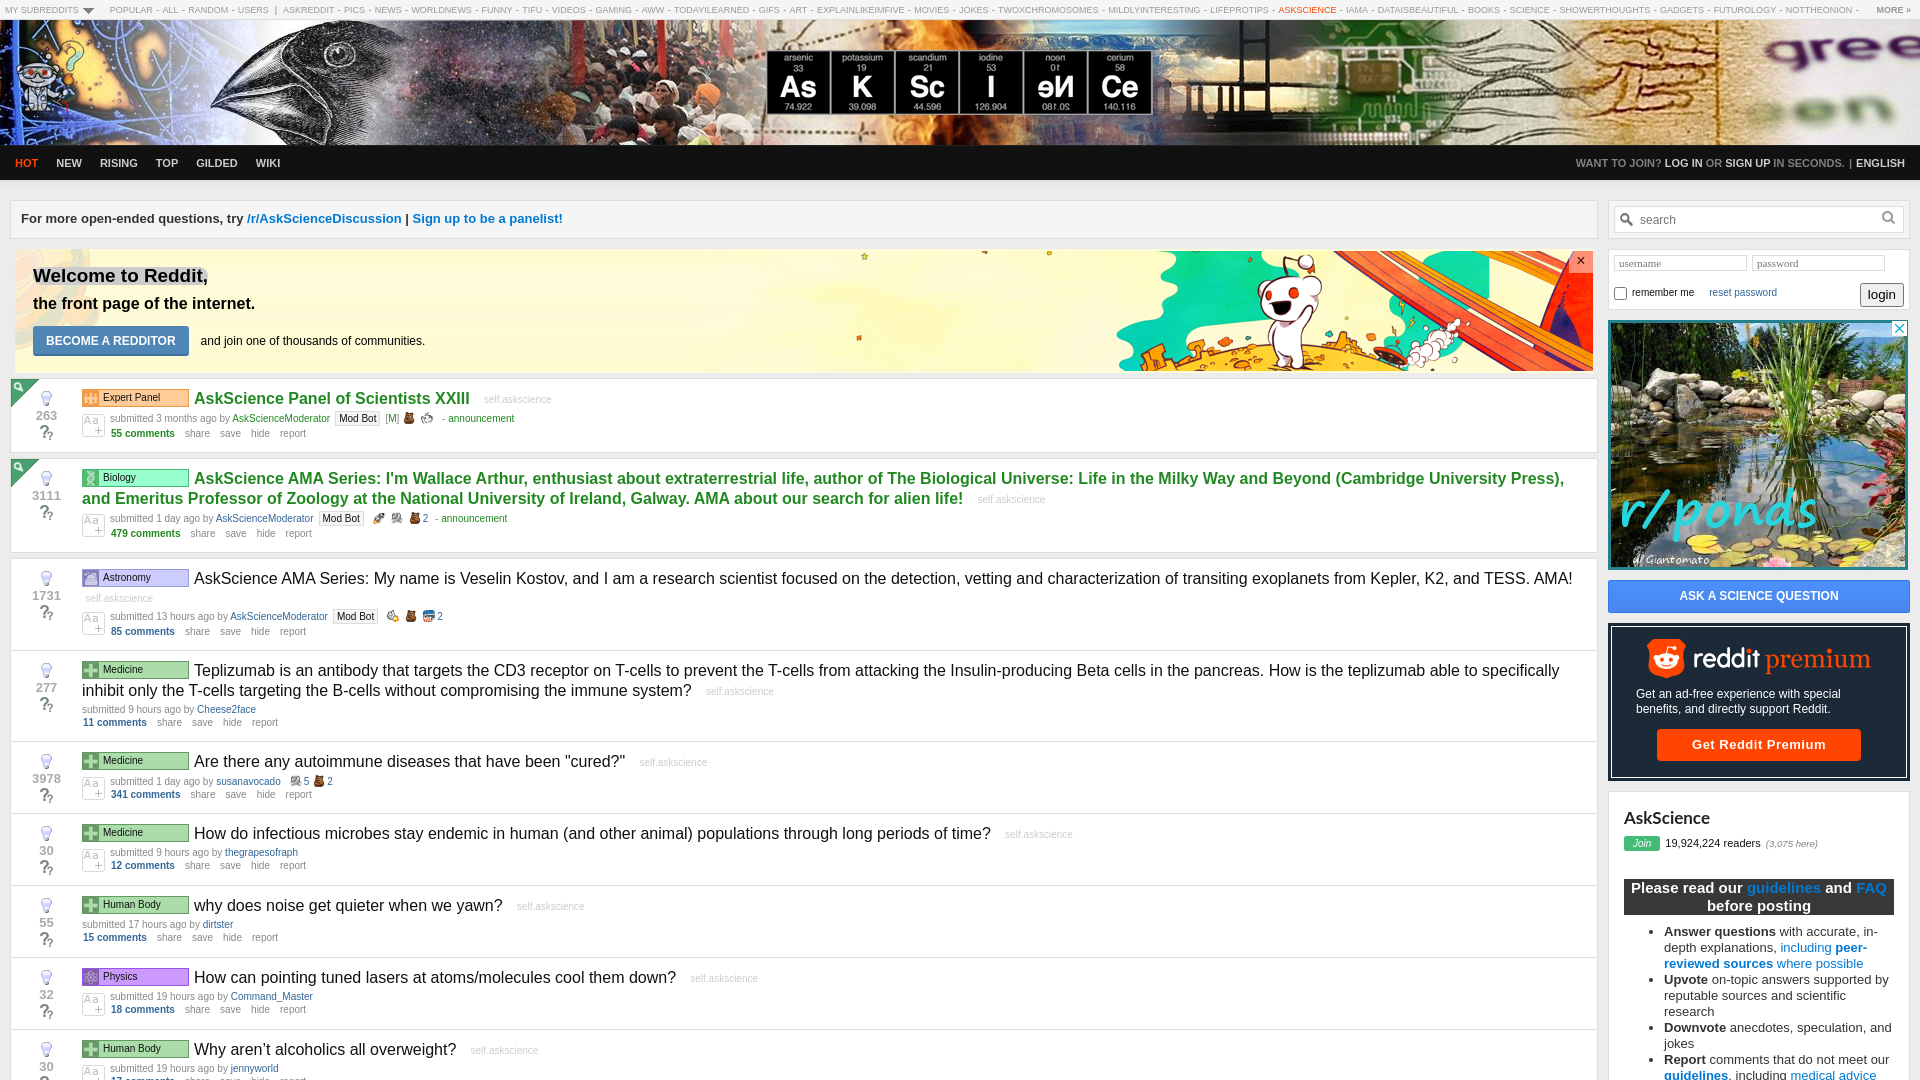 MY SUBREDDITS POPULAR - ALL - RANDOM - USERS | ASKREDDIT - PICS - NEWS - WORLDNEWS - FUNNY - TIFU - VIDEOS - GAMING - AWW - TODAYILEARNED - GIFS - ART - EXPLAINLIKEIMFIVE - MOVIES - JOKES - TWOXCHROMOSOMES - MILDLYINTERESTING - LIFEPROTIPS - ASKSCIENCE - IAMA - DATAISBEAUTIFUL - BOOKS - SCIENCE - SHOWERTHOUGHTS - GADGETS - FUTUROLOGY - NOTTHEONION - MORE »
arsenic potassium scandium iodine neon cerium
33 19 21 53 10 58
As K Sc I Ne Ce
74.922 39.098 44.596 126.904 20.180 140.116
gree
en
HOT NEW RISING TOP GILDED WIKI WANT TO JOIN? LOG IN OR SIGN UP IN SECONDS. | ENGLISH
For more open-ended questions, try /r/AskScienceDiscussion | Sign up to be a panelist!
Welcome to Reddit,
the front page of the internet.
BECOME A REDDITOR and join one of thousands of communities.
×
Expert Panel AskScience Panel of Scientists XXIII self.askscience
263
submitted 3 months ago by AskScienceModerator Mod Bot [M] - announcement
55 comments share save hide report
Biology AskScience AMA Series: I'm Wallace Arthur, enthusiast about extraterrestrial life, author of The Biological Universe: Life in the Milky Way and Beyond (Cambridge University Press),
and Emeritus Professor of Zoology at the National University of Ireland, Galway. AMA about our search for alien life! self.askscience
3111
submitted 1 day ago by AskScienceModerator Mod Bot 2 - announcement
479 comments share save hide report
Astronomy AskScience AMA Series: My name is Veselin Kostov, and I am a research scientist focused on the detection, vetting and characterization of transiting exoplanets from Kepler, K2, and TESS. AMA!
self.askscience
1731
submitted 13 hours ago by AskScienceModerator Mod Bot 2
85 comments share save hide report
Medicine Teplizumab is an antibody that targets the CD3 receptor on T-cells to prevent the T-cells from attacking the Insulin-producing Beta cells in the pancreas. How is the teplizumab able to specifically
inhibit only the T-cells targeting the B-cells without compromising the immune system? self.askscience
277
submitted 9 hours ago by Cheese2face
11 comments share save hide report
Medicine Are there any autoimmune diseases that have been "cured?" self.askscience
3978
submitted 1 day ago by susanavocado 5 2
341 comments share save hide report
Medicine How do infectious microbes stay endemic in human (and other animal) populations through long periods of time? self.askscience
30
submitted 9 hours ago by thegrapesofraph
12 comments share save hide report
Human Body why does noise get quieter when we yawn? self.askscience
55
submitted 17 hours ago by dirtster
15 comments share save hide report
Physics How can pointing tuned lasers at atoms/molecules cool them down? self.askscience
32
submitted 19 hours ago by Command_Master
18 comments share save hide report
Human Body Why aren’t alcoholics all overweight? self.askscience
30
submitted 19 hours ago by jennyworld
17 comments share save hide report
search
username password
remember me reset password login
r/ponds
d/Giantomato
ASK A SCIENCE QUESTION
reddit premium
Get an ad-free experience with special
benefits, and directly support Reddit.
Get Reddit Premium
AskScience
Join 19,924,224 readers (3,075 here)
Please read our guidelines and FAQ
before posting
• Answer questions with accurate, in-
depth explanations, including peer-
reviewed sources where possible
• Upvote on-topic answers supported by
reputable sources and scientific
research
• Downvote anecdotes, speculation, and
jokes
• Report comments that do not meet our
guidelines, including medical advice